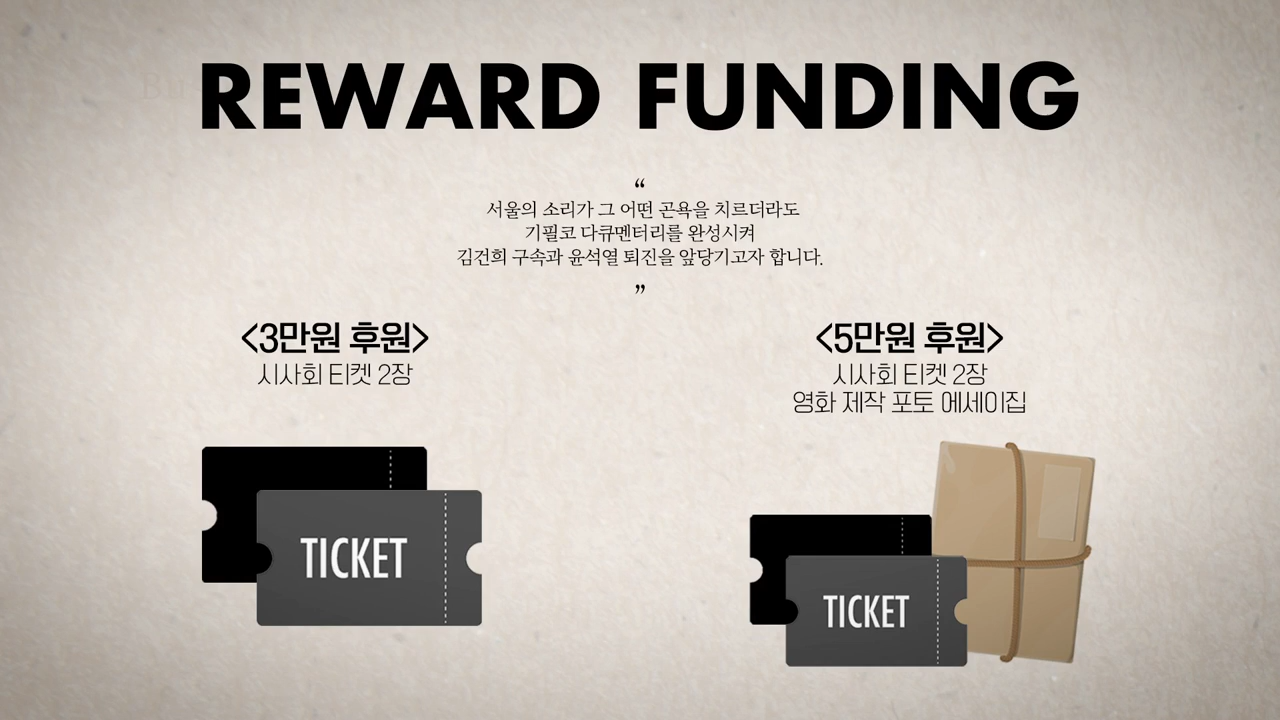 REWARD FUNDING
“
서울의 소리가 그 어떤 곤욕을 치르더라도
기필코 다큐멘터리를 완성시켜
김건희 구속과 윤석열 퇴진을 앞당기고자 합니다.
”
<3만원 후원>
시사회 티켓 2장
<5만원 후원>
시사회 티켓 2장
영화 제작 포토 에세이집
TICKET
TICKET